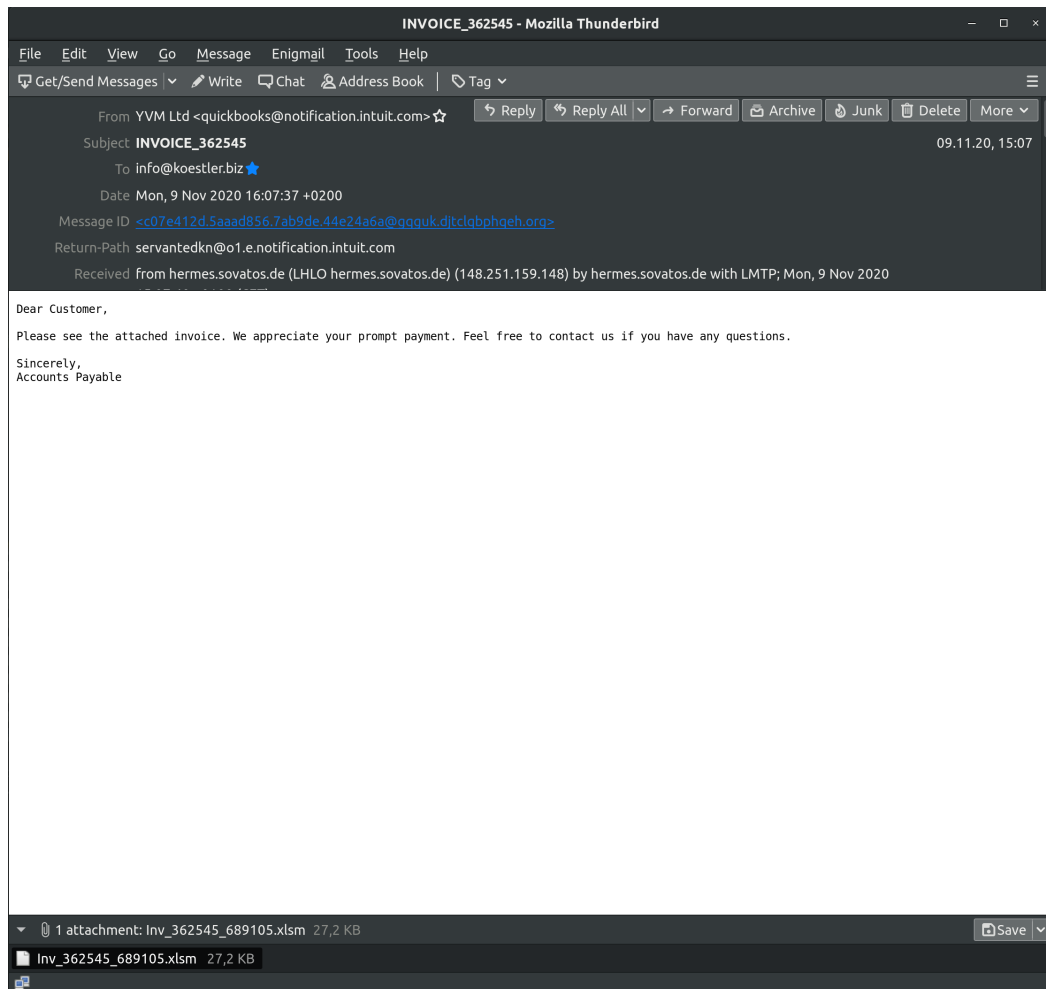 INVOICE_362545 - Mozilla Thunderbird
File Edit View Go Message Enigmail Tools Help
Get/Send Messages Write Chat Address Book Tag
From YVM Ltd <quickbooks@notification.intuit.com> Reply Reply All Forward Archive Junk Delete More
Subject INVOICE_362545 09.11.20, 15:07
To info@koestler.biz
Date Mon, 9 Nov 2020 16:07:37 +0200
Message ID <c07e412d.5aaad856.7ab9de.44e24a6a@ggguk.djtclgbphgeh.org>
Return-Path servantedkn@o1.e.notification.intuit.com
Received from hermes.sovatos.de (LHLO hermes.sovatos.de) (148.251.159.148) by hermes.sovatos.de with LMTP; Mon, 9 Nov 2020
Dear Customer,
Please see the attached invoice. We appreciate your prompt payment. Feel free to contact us if you have any questions.
Sincerely,
Accounts Payable
1 attachment: Inv_362545_689105.xlsm 27,2 KB Save
Inv_362545_689105.xlsm 27,2 KB